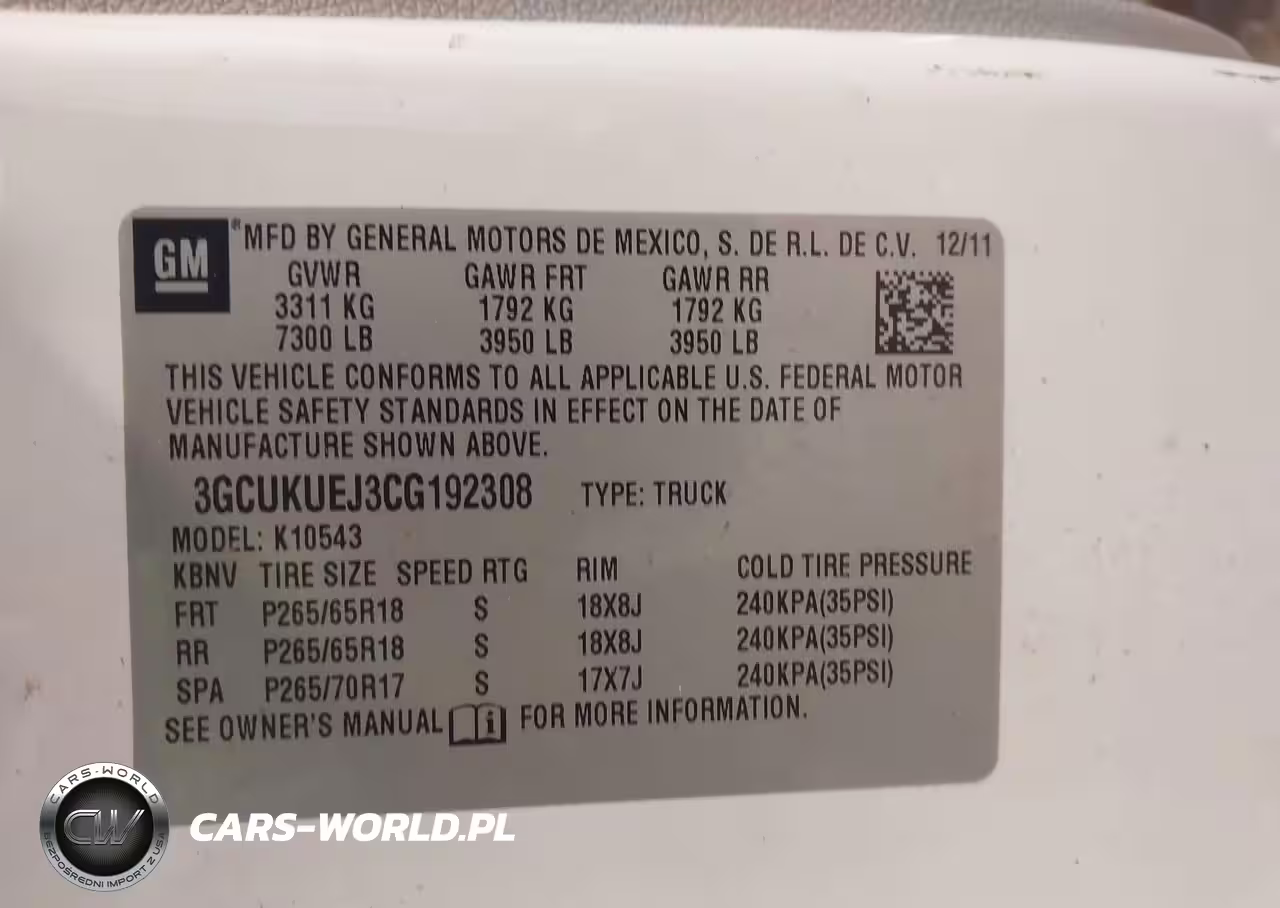 GM
® MFD BY GENERAL MOTORS DE MEXICO, S. DE R.L. DE C.V. 12/11
GVWR GAWR FRT GAWR RR
3311 KG 1792 KG 1792 KG
7300 LB 3950 LB 3950 LB
THIS VEHICLE CONFORMS TO ALL APPLICABLE U.S. FEDERAL MOTOR
VEHICLE SAFETY STANDARDS IN EFFECT ON THE DATE OF
MANUFACTURE SHOWN ABOVE.
3GCUKUEJ3CG192308 TYPE: TRUCK
MODEL: K10543
KBNV TIRE SIZE SPEED RTG RIM COLD TIRE PRESSURE
FRT P265/65R18 S 18X8J 240KPA(35PSI)
RR P265/65R18 S 18X8J 240KPA(35PSI)
SPA P265/70R17 S 17X7J 240KPA(35PSI)
SEE OWNER'S MANUAL i FOR MORE INFORMATION.
CARS-WORLD
CW
BEZPOŚREDNI IMPORT Z USA
CARS-WORLD.PL